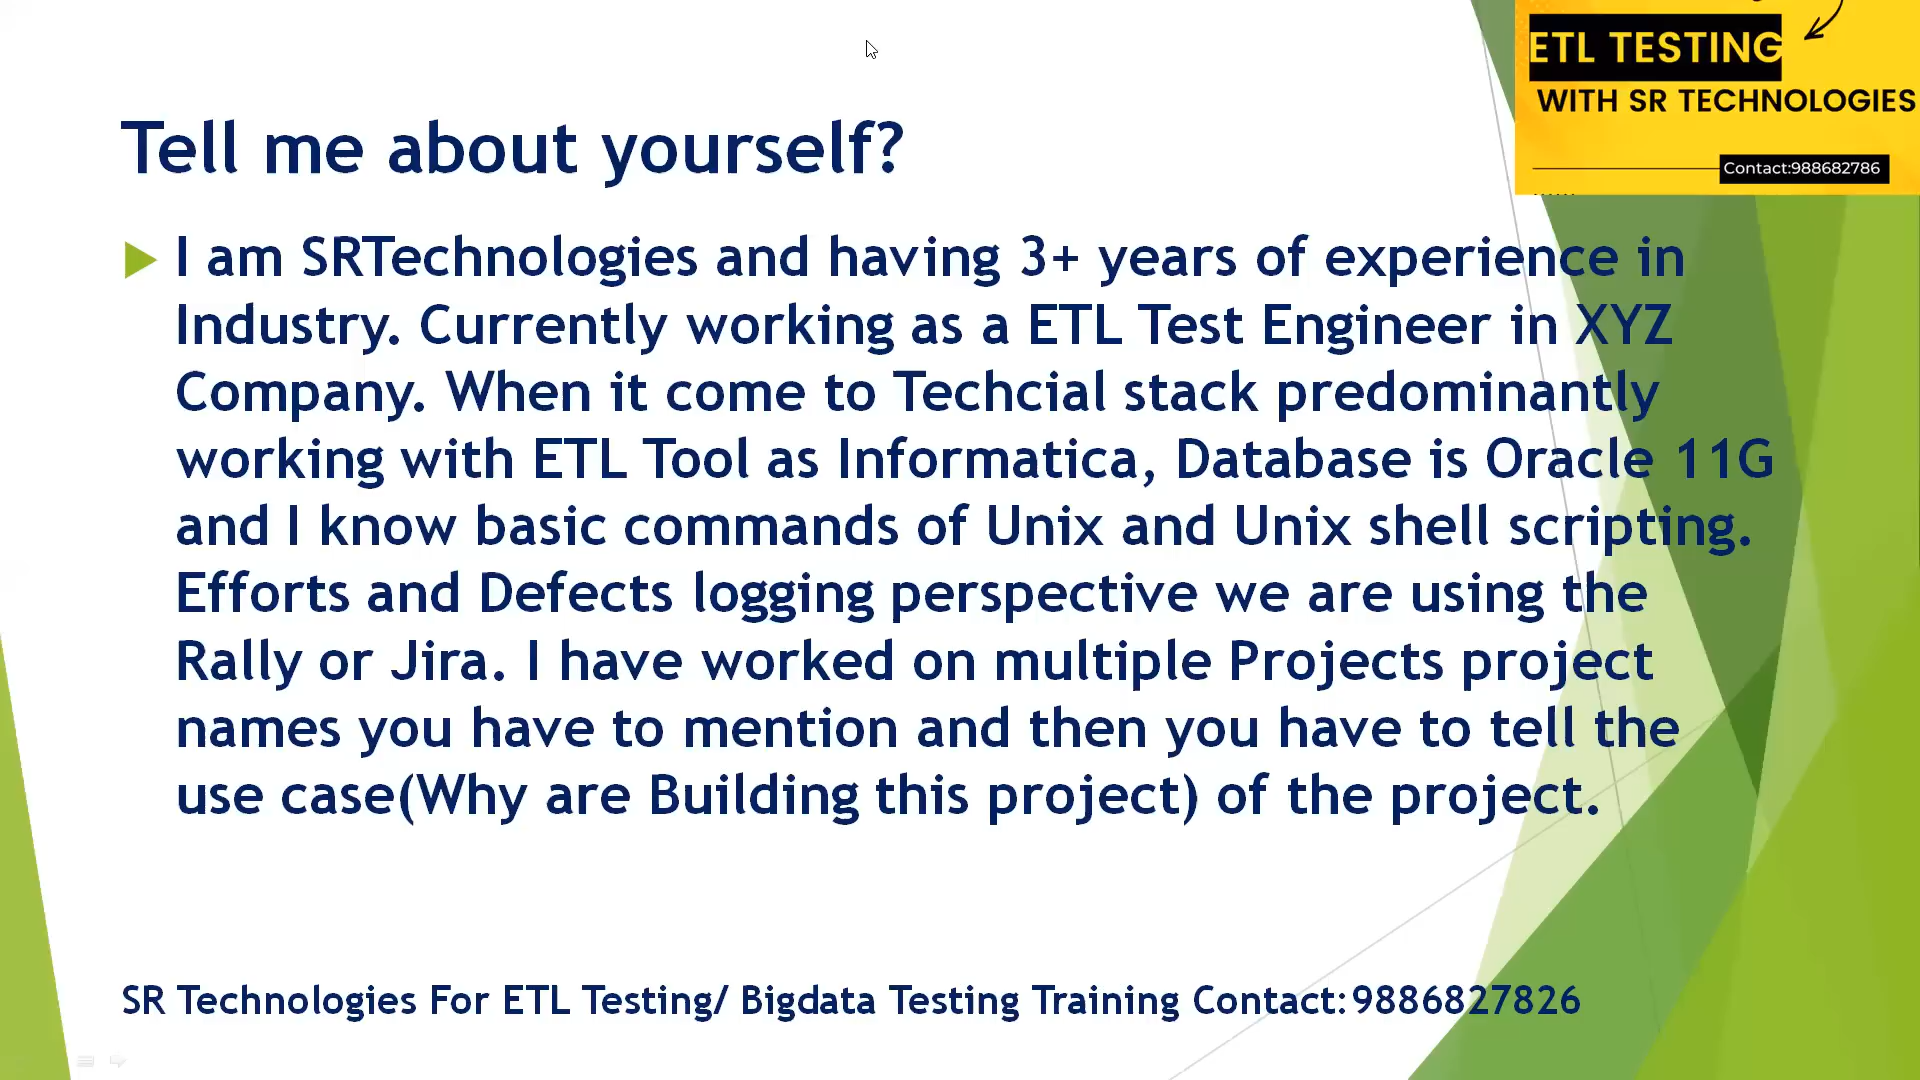 ETL TESTING
WITH SR TECHNOLOGIES
Contact:988682786
Tell me about yourself?
I am SRTechnologies and having 3+ years of experience in
Industry. Currently working as a ETL Test Engineer in XYZ
Company. When it come to Techcial stack predominantly
working with ETL Tool as Informatica, Database is Oracle 11G
and I know basic commands of Unix and Unix shell scripting.
Efforts and Defects logging perspective we are using the
Rally or Jira. I have worked on multiple Projects project
names you have to mention and then you have to tell the
use case(Why are Building this project) of the project.
SR Technologies For ETL Testing/ Bigdata Testing Training Contact:9886827826